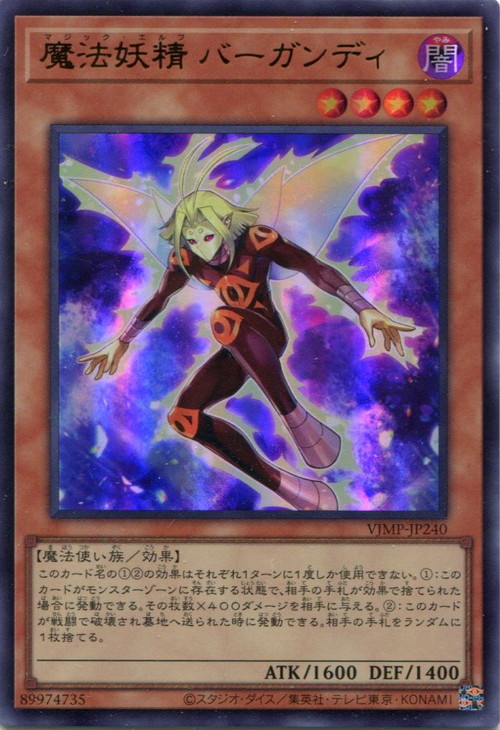 マジック・エルフ
魔法妖精 バーガンディ
やみ
闇
VJMP-JP240
【魔法使い族／効果】
このカード名の①②の効果はそれぞれ1ターンに1度しか使用できない。①：この
カードがモンスターゾーンに存在する状態で、相手の手札が効果で捨てられた
場合に発動できる。その枚数×400ダメージを相手に与える。②：このカード
が戦闘で破壊され墓地へ送られた時に発動できる。相手の手札をランダムに
1枚捨てる。
ATK/1600 DEF/1400
89974735
©スタジオ・ダイス／集英社・テレビ東京・KONAMI